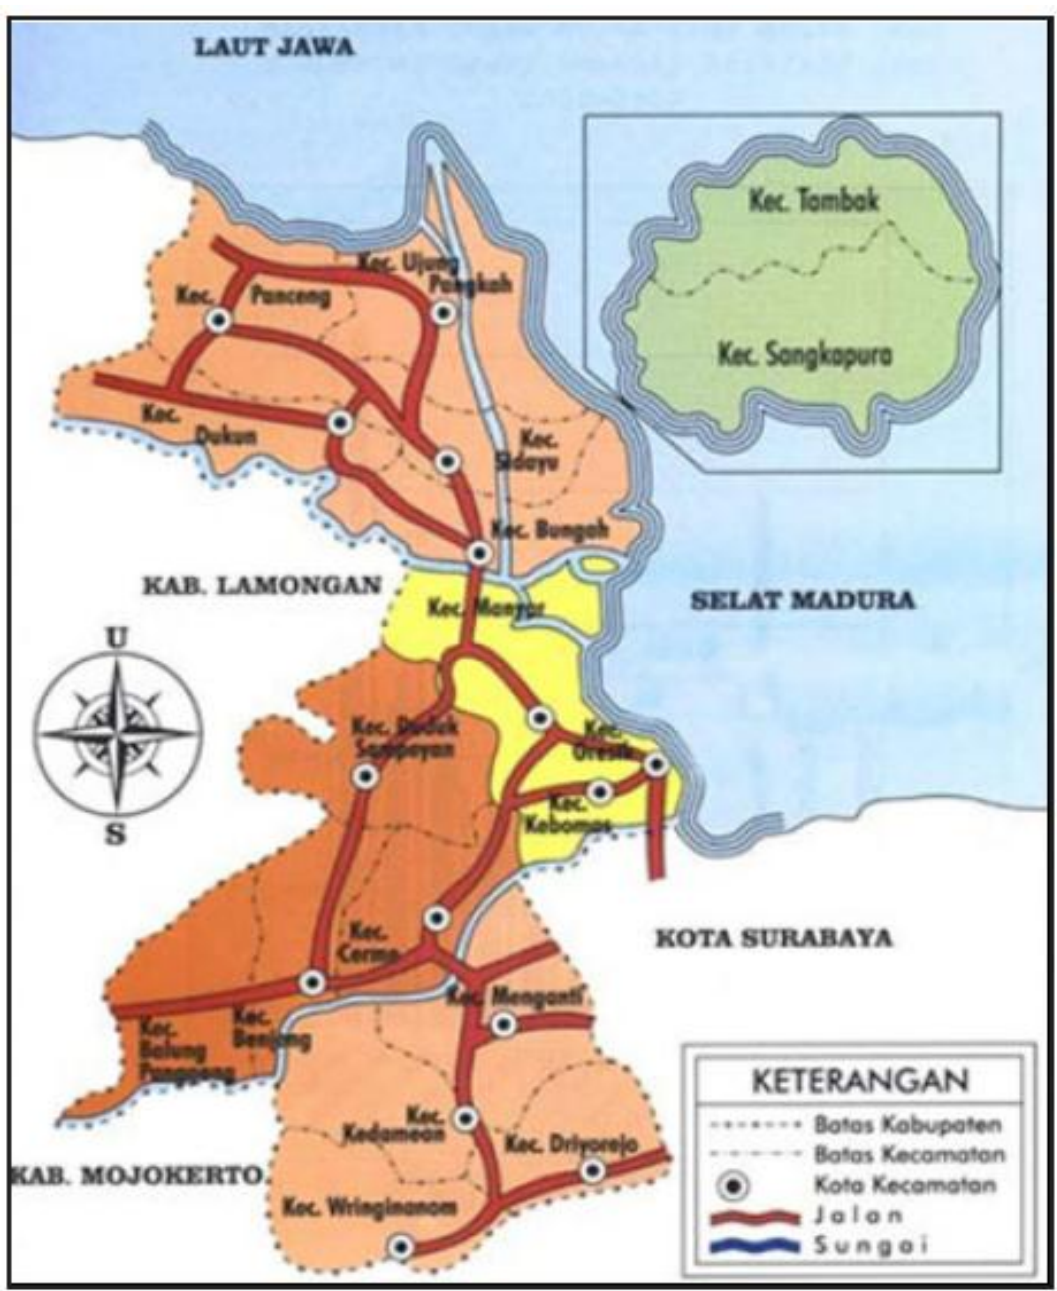 LAUT JAWA
Kec. Tambak
Kec. Sangkapura
Kec. Ujung
Pangkah
Kec. Panceng
Kec.
Dukun
Kec.
Sidayu
Kec. Bungah
KAB. LAMONGAN
SELAT MADURA
Kec. Manyar
U
S
Kec. Duduk
Sampeyan
Kec.
Gresik
Kec.
Kebomas
KOTA SURABAYA
Kec.
Cerme
Kec. Menganti
Kec.
Balung
Panggang
Kec.
Benjeng
Kec.
Kedamean
Kec. Driyorejo
KAB. MOJOKERTO
Kec. Wringinanom
KETERANGAN
Batas Kabupaten
Batas Kecamatan
Kota Kecamatan
Jalan
Sungai